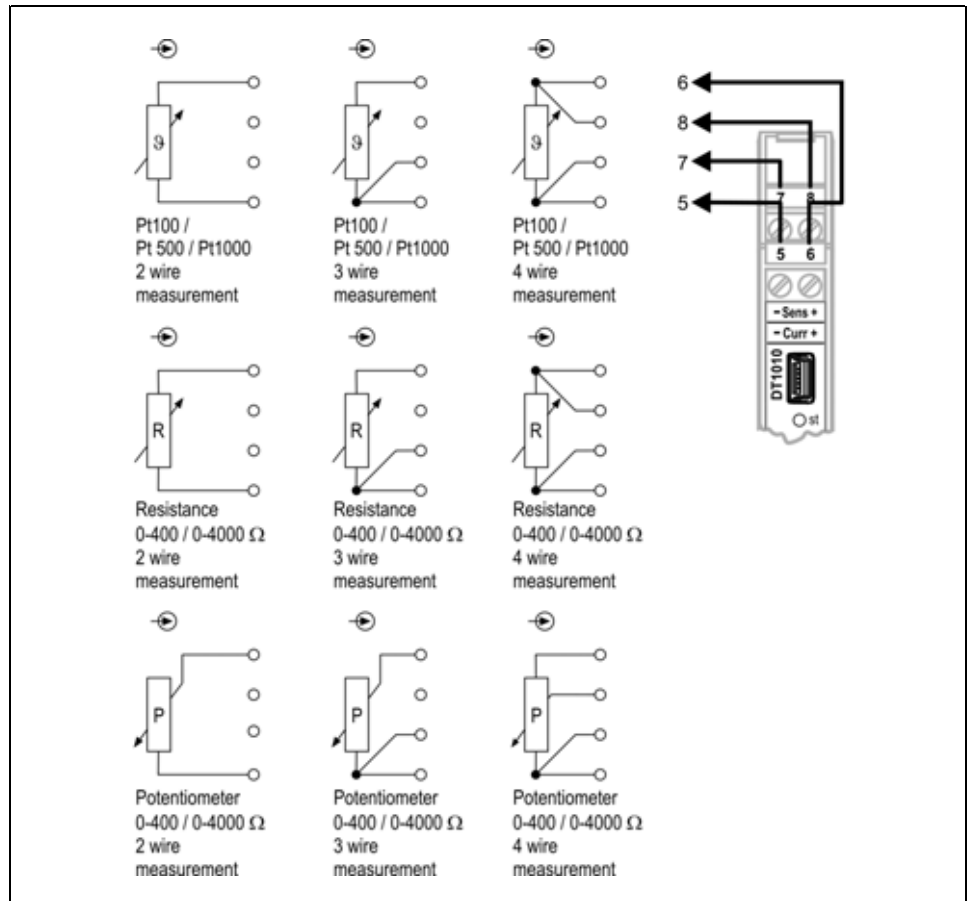 6
8
7
5
7 8
5 6
- Sens +
- Curr +
DT1010
st
ϑ
Pt100 /
Pt 500 / Pt1000
2 wire
measurement
ϑ
Pt100 /
Pt 500 / Pt1000
3 wire
measurement
ϑ
Pt100 /
Pt 500 / Pt1000
4 wire
measurement
R
Resistance
0-400 / 0-4000 Ω
2 wire
measurement
R
Resistance
0-400 / 0-4000 Ω
3 wire
measurement
R
Resistance
0-400 / 0-4000 Ω
4 wire
measurement
P
Potentiometer
0-400 / 0-4000 Ω
2 wire
measurement
P
Potentiometer
0-400 / 0-4000 Ω
3 wire
measurement
P
Potentiometer
0-400 / 0-4000 Ω
4 wire
measurement